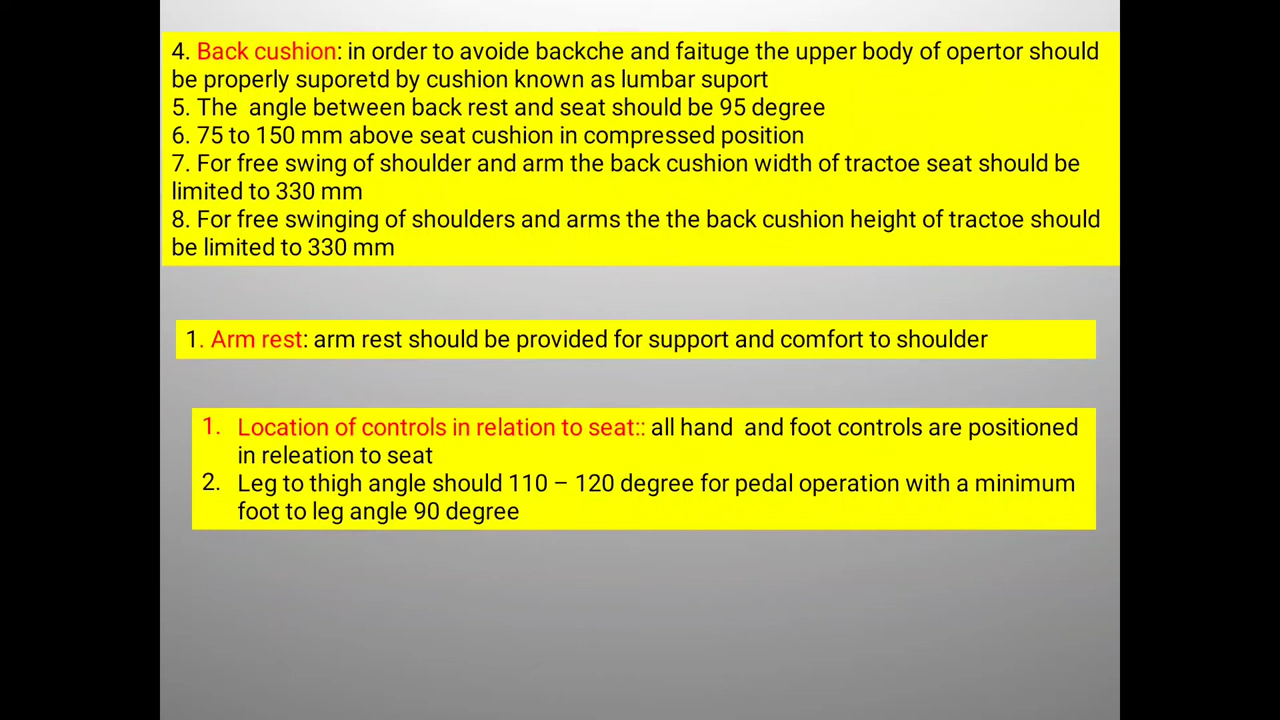 4. Back cushion: in order to avoide backche and faituge the upper body of opertor should
be properly suporetd by cushion known as lumbar suport
5. The  angle between back rest and seat should be 95 degree
6. 75 to 150 mm above seat cushion in compressed position
7. For free swing of shoulder and arm the back cushion width of tractoe seat should be
limited to 330 mm
8. For free swinging of shoulders and arms the the back cushion height of tractoe should
be limited to 330 mm
1. Arm rest: arm rest should be provided for support and comfort to shoulder
1. Location of controls in relation to seat:: all hand  and foot controls are positioned
in releation to seat
2. Leg to thigh angle should 110 – 120 degree for pedal operation with a minimum
foot to leg angle 90 degree